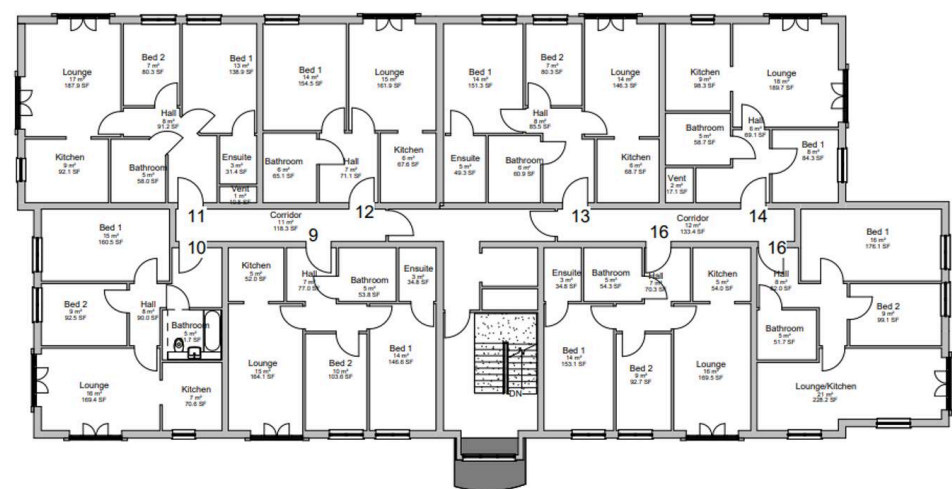 Lounge
17 m²
187.9 SF
Bed 2
7 m²
80.3 SF
Bed 1
13 m²
138.9 SF
Bed 1
14 m²
154.5 SF
Lounge
15 m²
161.9 SF
Bed 1
14 m²
151.3 SF
Bed 2
7 m²
80.3 SF
Lounge
14 m²
146.3 SF
Kitchen
9 m²
98.3 SF
Lounge
18 m²
189.7 SF
Hall
8 m²
91.2 SF
Hall
8 m²
85.5 SF
Hall
6 m²
69.1 SF
Kitchen
9 m²
92.1 SF
Bathroom
5 m²
58.0 SF
Ensuite
3 m²
31.4 SF
Vent
1 m²
Bathroom
6 m²
65.1 SF
Hall
7 m²
71.1 SF
Kitchen
6 m²
67.6 SF
Ensuite
5 m²
49.3 SF
Bathroom
6 m²
60.9 SF
Kitchen
6 m²
68.7 SF
Bathroom
5 m²
58.7 SF
Vent
2 m²
17.1 SF
Bed 1
8 m²
84.3 SF
11
12
13
14
Corridor
11 m²
118.3 SF
Corridor
12 m²
133.4 SF
10
9
16
16
Bed 1
15 m²
160.5 SF
Bed 2
9 m²
92.5 SF
Hall
8 m²
90.0 SF
Bathroom
5 m²
Lounge
16 m²
169.4 SF
Kitchen
7 m²
70.6 SF
Kitchen
5 m²
52.0 SF
Hall
7 m²
77.0 SF
Bathroom
5 m²
53.8 SF
Ensuite
3 m²
34.8 SF
Lounge
15 m²
164.1 SF
Bed 2
10 m²
103.6 SF
Bed 1
14 m²
146.6 SF
DN
Ensuite
3 m²
34.8 SF
Bathroom
5 m²
54.3 SF
Hall
7 m²
70.3 SF
Kitchen
5 m²
54.0 SF
Bed 1
14 m²
153.1 SF
Bed 2
9 m²
92.7 SF
Lounge
16 m²
169.5 SF
Hall
8 m²
Bathroom
5 m²
51.7 SF
Bed 1
16 m²
176.1 SF
Bed 2
9 m²
99.1 SF
Lounge/Kitchen
21 m²
228.2 SF